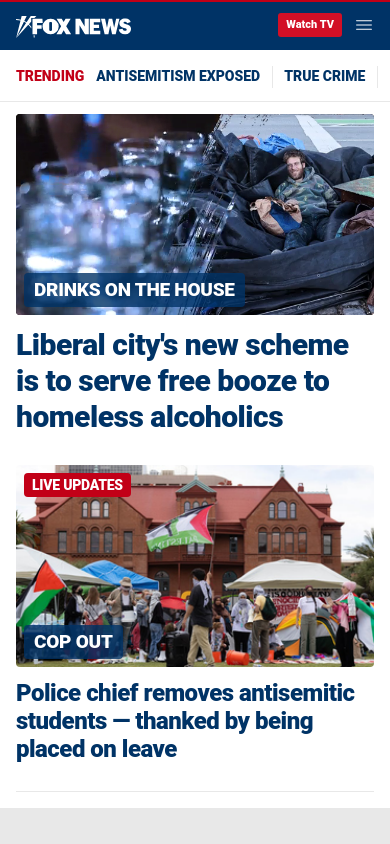 FOX NEWS
Watch TV
TRENDING ANTISEMITISM EXPOSED TRUE CRIME
DRINKS ON THE HOUSE
Liberal city's new scheme
is to serve free booze to
homeless alcoholics
LIVE UPDATES
COP OUT
Police chief removes antisemitic
students — thanked by being
placed on leave